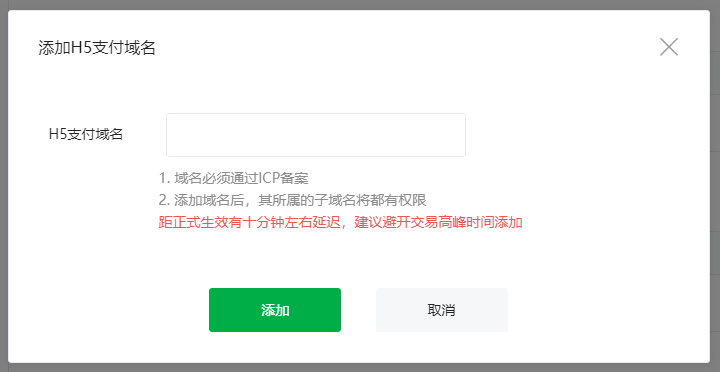 添加H5支付域名
H5支付域名
1. 域名必须通过ICP备案
2. 添加域名后，其所属的子域名将都有权限
距正式生效有十分钟左右延迟，建议避开交易高峰时间添加
添加
取消